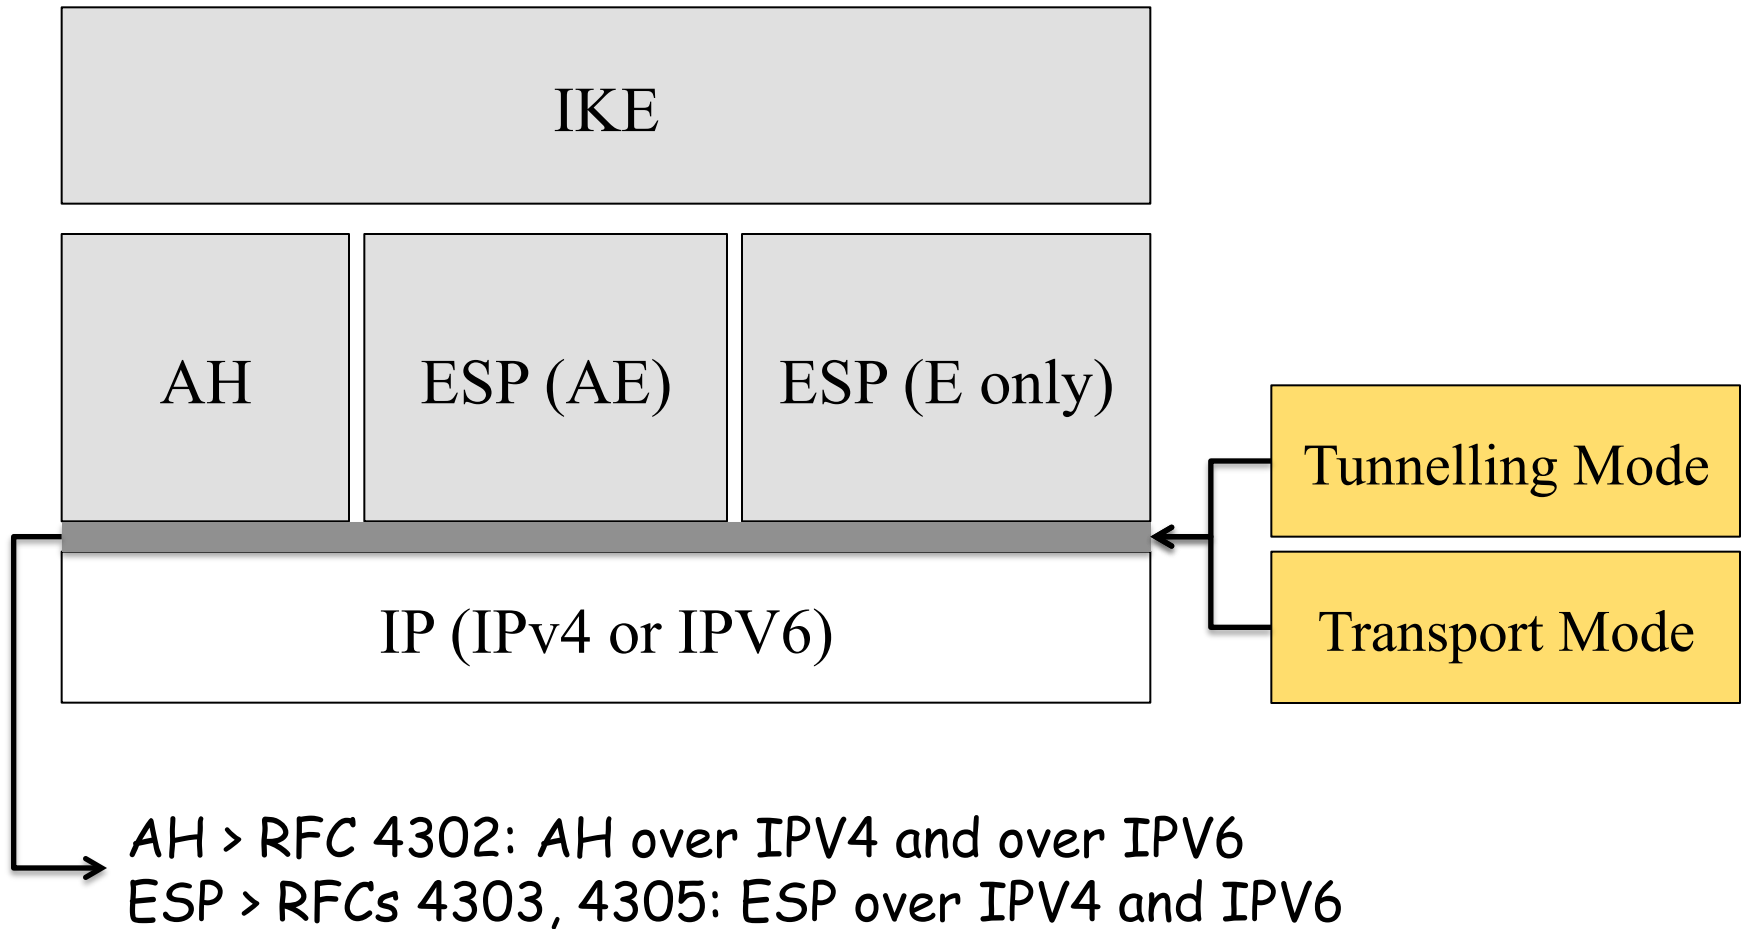 IKE
AH
ESP (AE)
ESP (E only)
Tunnelling Mode
IP (IPv4 or IPV6)
Transport Mode
AH > RFC 4302: AH over IPV4 and over IPV6
ESP > RFCs 4303, 4305: ESP over IPV4 and IPV6